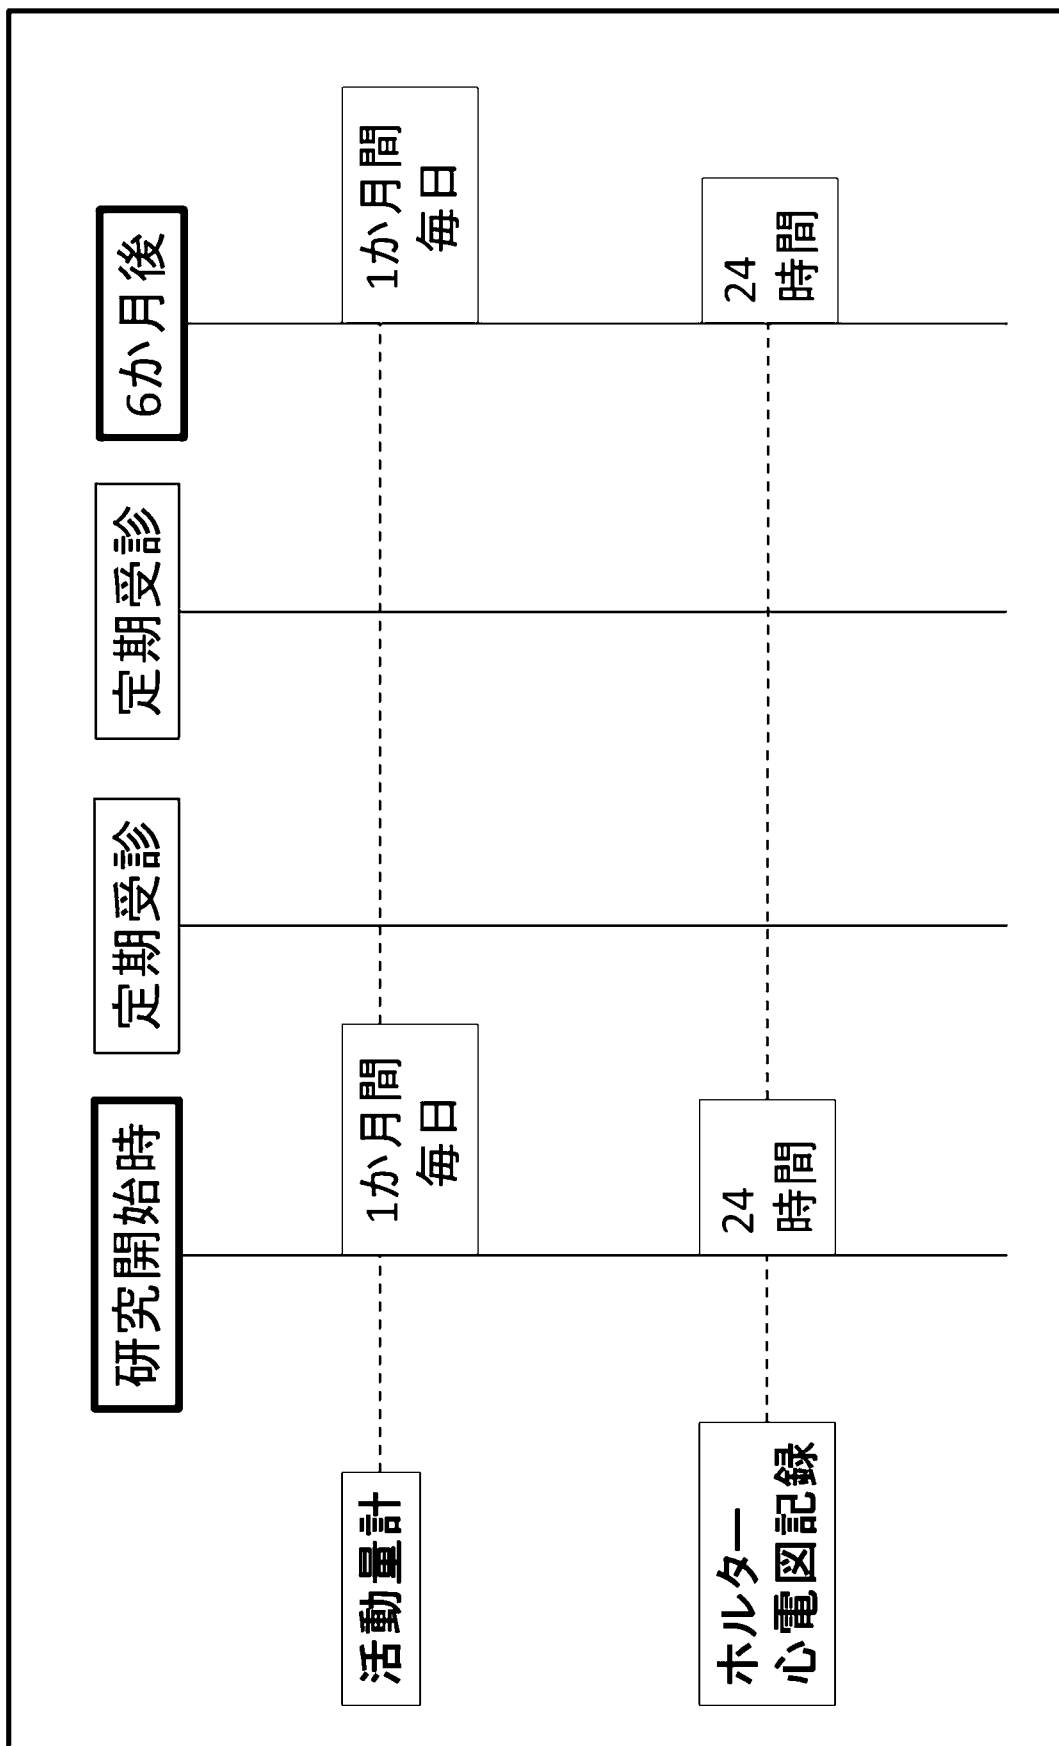 研究開始時
定期受診
定期受診
6か月後
活動量計
1か月間
毎日
1か月間
毎日
ホルター
心電図記録
24
時間
24
時間